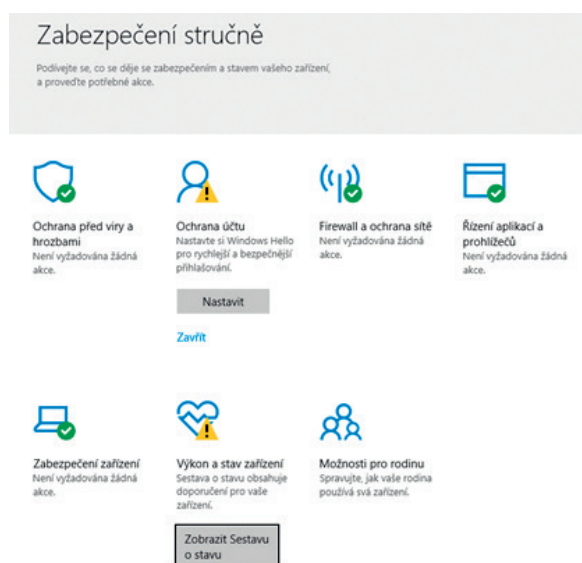 Zabezpečení stručně
Podívejte se, co se děje se zabezpečením a stavem vašeho zařízení,
a proveďte potřebné akce.
Ochrana před viry a
hrozbami
Není vyžadována žádná
akce.
Ochrana účtu
Nastavte si Windows Hello
pro rychlejší a bezpečnější
přihlašování.
Nastavit
Zavřít
Firewall a ochrana sítě
Není vyžadována žádná
akce.
Řízení aplikací a
prohlížečů
Není vyžadována žádná
akce.
Zabezpečení zařízení
Není vyžadována žádná
akce.
Výkon a stav zařízení
Sestava o stavu obsahuje
doporučení pro vaše
zařízení.
Zobrazit Sestavu
o stavu
Možnosti pro rodinu
Spravujte, jak vaše rodina
používá svá zařízení.